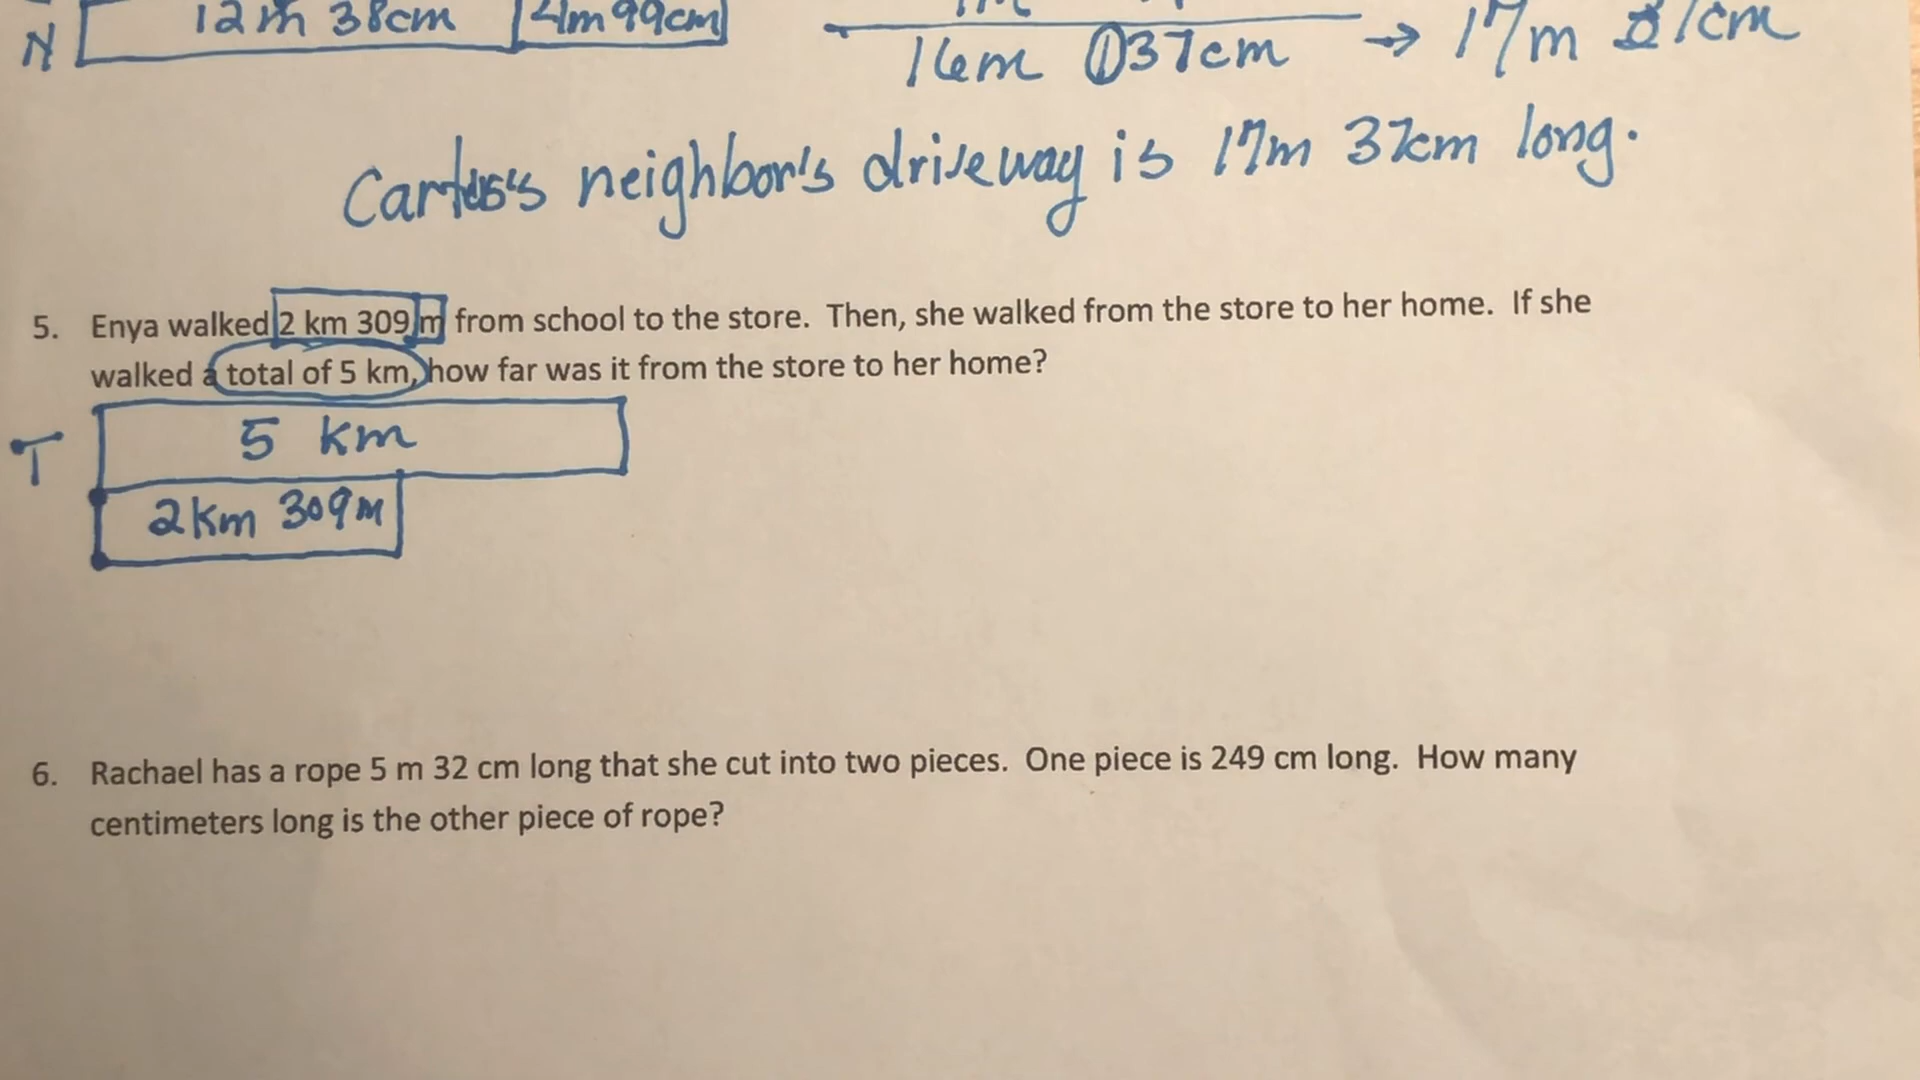 N 12m 38cm 4m99cm
16m 137cm → 17m 37cm
neighbor's driveway is 17m 37cm long.
5. Enya walked 2 km 309 m from school to the store. Then, she walked from the store to her home. If she
walked a total of 5 km, how far was it from the store to her home?
T 5 km
2km 309m
6. Rachael has a rope 5 m 32 cm long that she cut into two pieces. One piece is 249 cm long. How many
centimeters long is the other piece of rope?